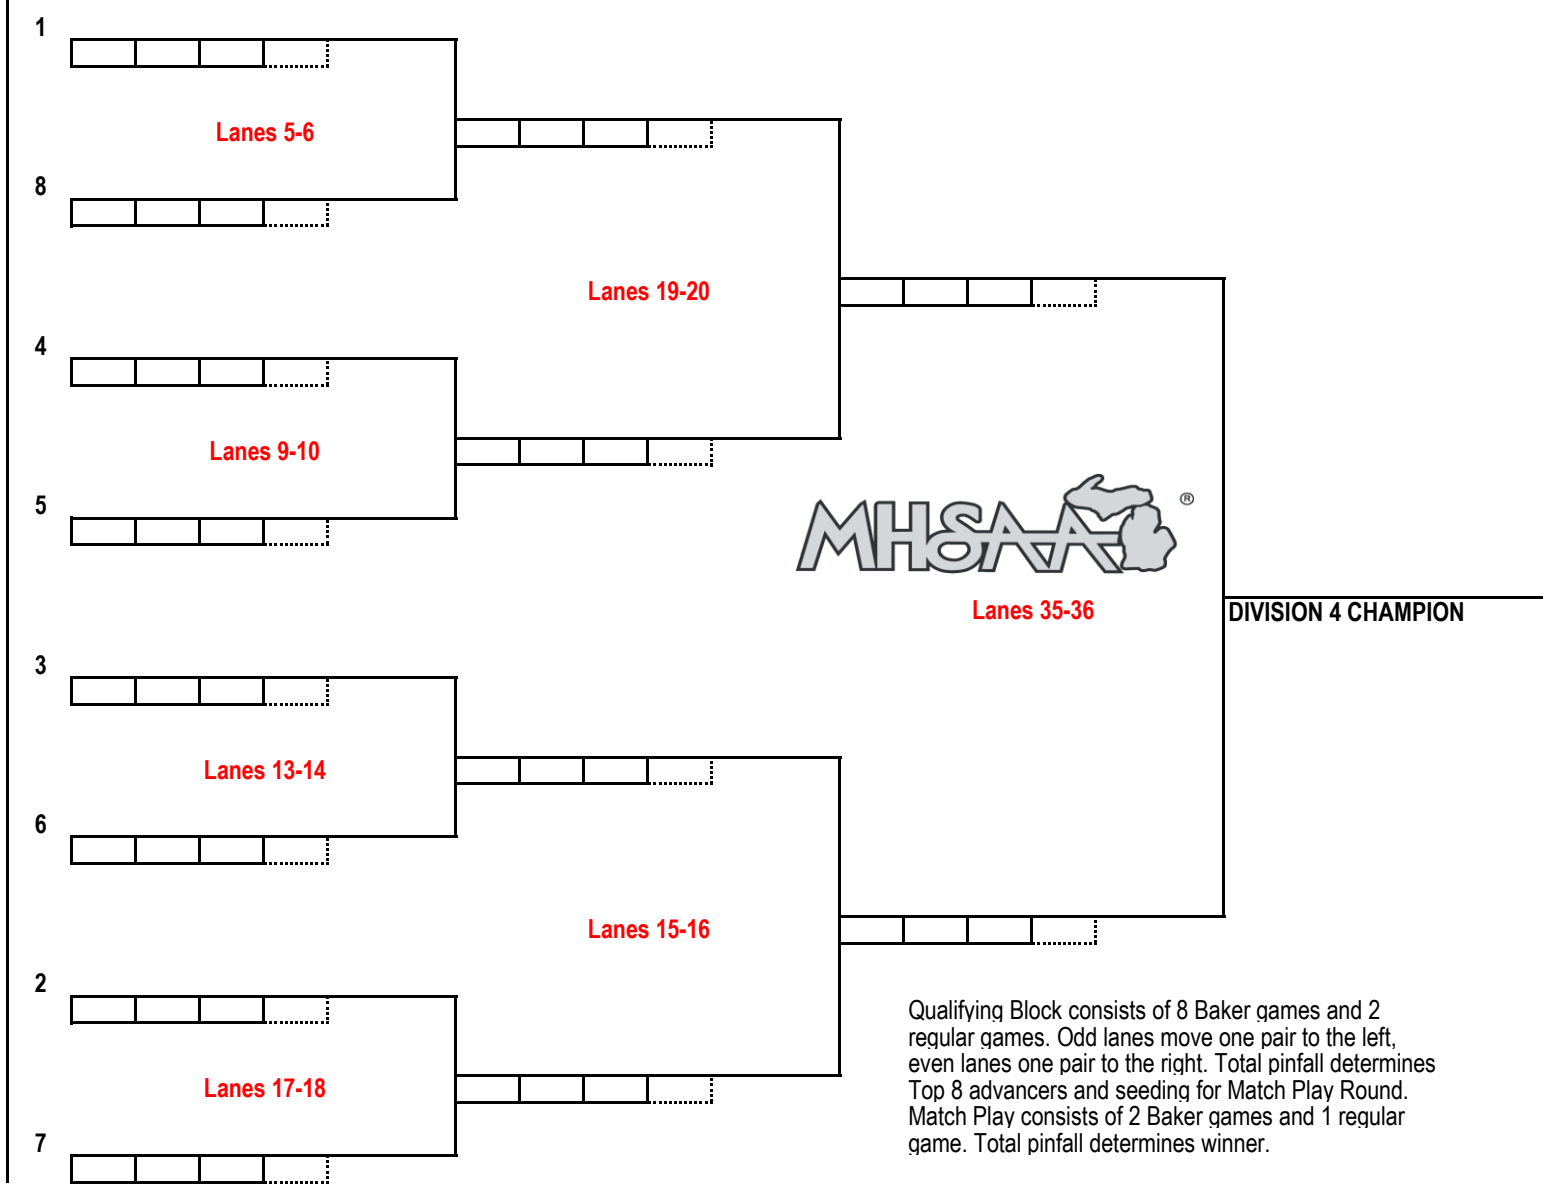 1
Lanes 5-6
8
Lanes 19-20
4
Lanes 9-10
5
MHSAA®
Lanes 35-36
DIVISION 4 CHAMPION
3
Lanes 13-14
6
Lanes 15-16
2
Lanes 17-18
7
Qualifying Block consists of 8 Baker games and 2
regular games. Odd lanes move one pair to the left,
even lanes one pair to the right. Total pinfall determines
Top 8 advancers and seeding for Match Play Round.
Match Play consists of 2 Baker games and 1 regular
game. Total pinfall determines winner.